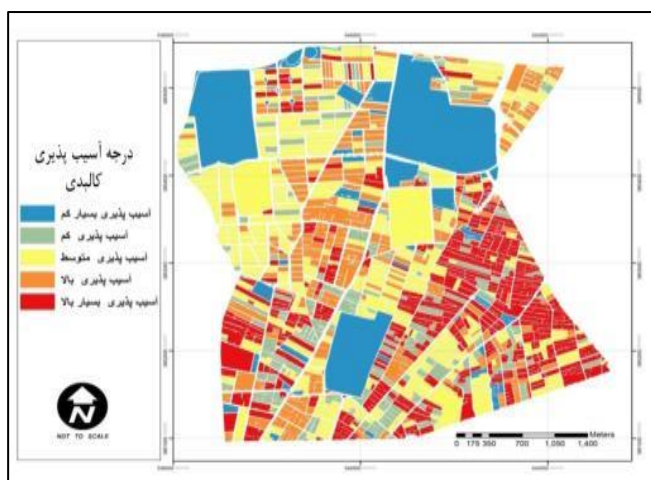 درجه آسیب پذیری
کالبدی
آسیب پذیری بسیار کم
آسیب پذیری کم
آسیب پذیری متوسط
آسیب پذیری بالا
آسیب پذیری بسیار بالا
N
NOT TO SCALE
Meters
0 175 350 700 1,050 1,400